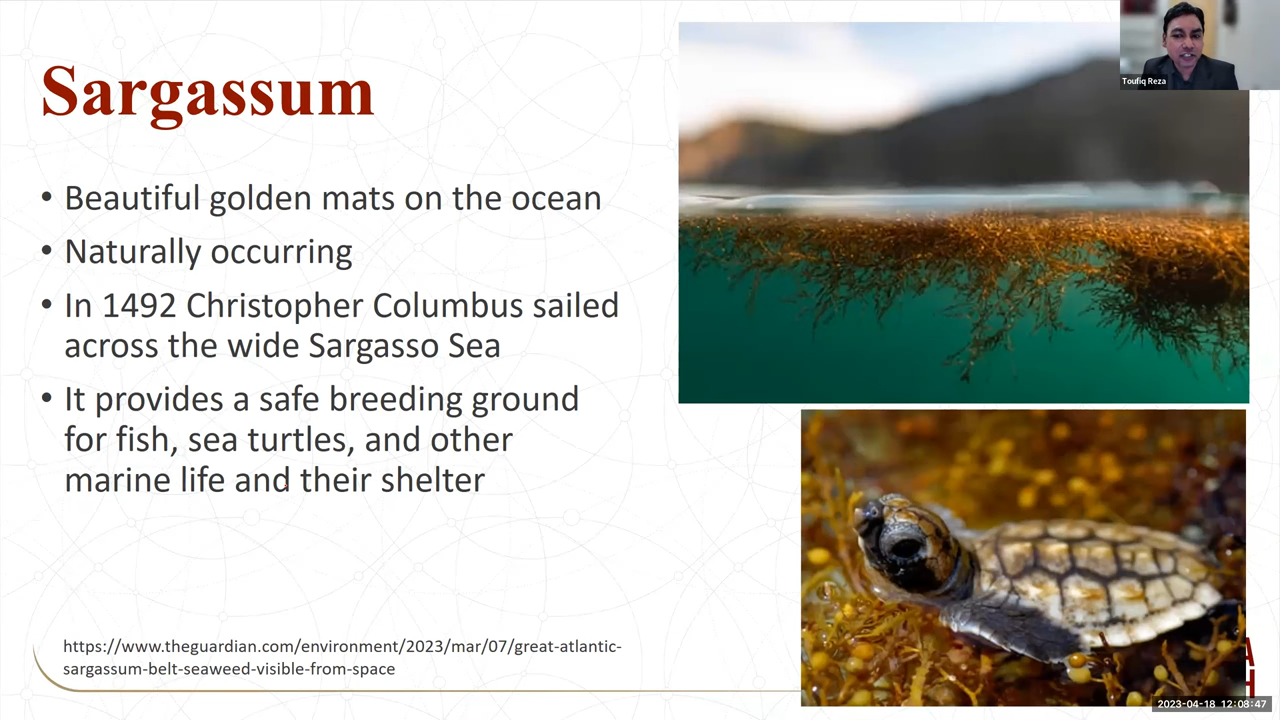 Sargassum
• Beautiful golden mats on the ocean
• Naturally occurring
• In 1492 Christopher Columbus sailed
across the wide Sargasso Sea
• It provides a safe breeding ground
for fish, sea turtles, and other
marine life and their shelter
https://www.theguardian.com/environment/2023/mar/07/great-atlantic-
sargassum-belt-seaweed-visible-from-space
Toufiq Reza
A
H
2023-04-18 12:08:47